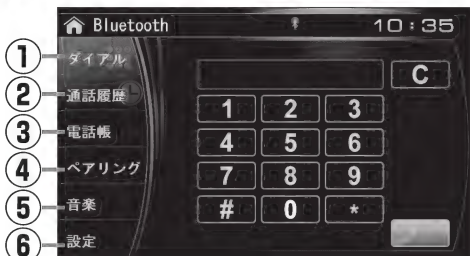 Bluetooth 10:35
① ダイアル
② 通話履歴
③ 電話帳
④ ペアリング
⑤ 音楽
⑥ 設定
C
1 2 3
4 5 6
7 8 9
# 0 *